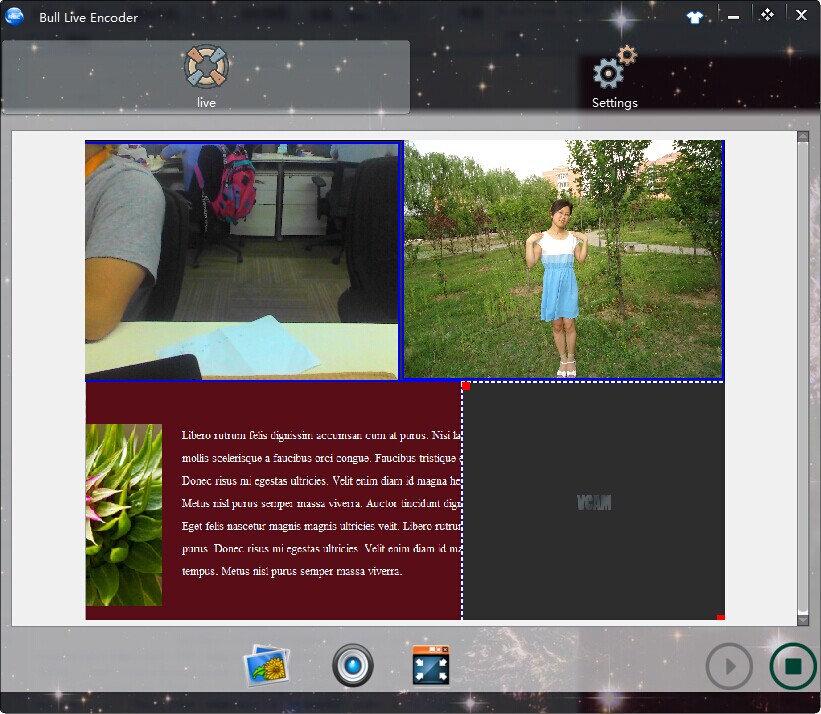 Bull Live Encoder
live
Settings
Libero rutrum felis dignissim accumsan cum at purus. Nisi la
mollis scelerisque a faucibus orci congue. Faucibus tristique
Donec risus mi egestas ultricies. Velit enim diam id magna he
Metus nisl purus semper massa viverra. Auctor tincidunt dign
Eget felis nascetur magnis magnis ultricies velit. Libero rutrum
purus. Donec risus mi egestas ultricies. Velit enim diam id ma
tempus. Metus nisl purus semper massa viverra.
VCAM